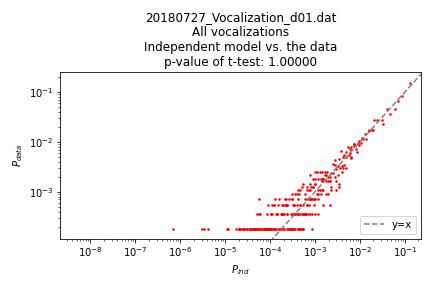 20180727_Vocalization_d01.dat
All vocalizations
Independent model vs. the data
p-value of t-test: 1.00000
P_data
10⁻¹
10⁻²
10⁻³
y=x
10⁻⁸ 10⁻⁷ 10⁻⁶ 10⁻⁵ 10⁻⁴ 10⁻³ 10⁻² 10⁻¹
P_ind